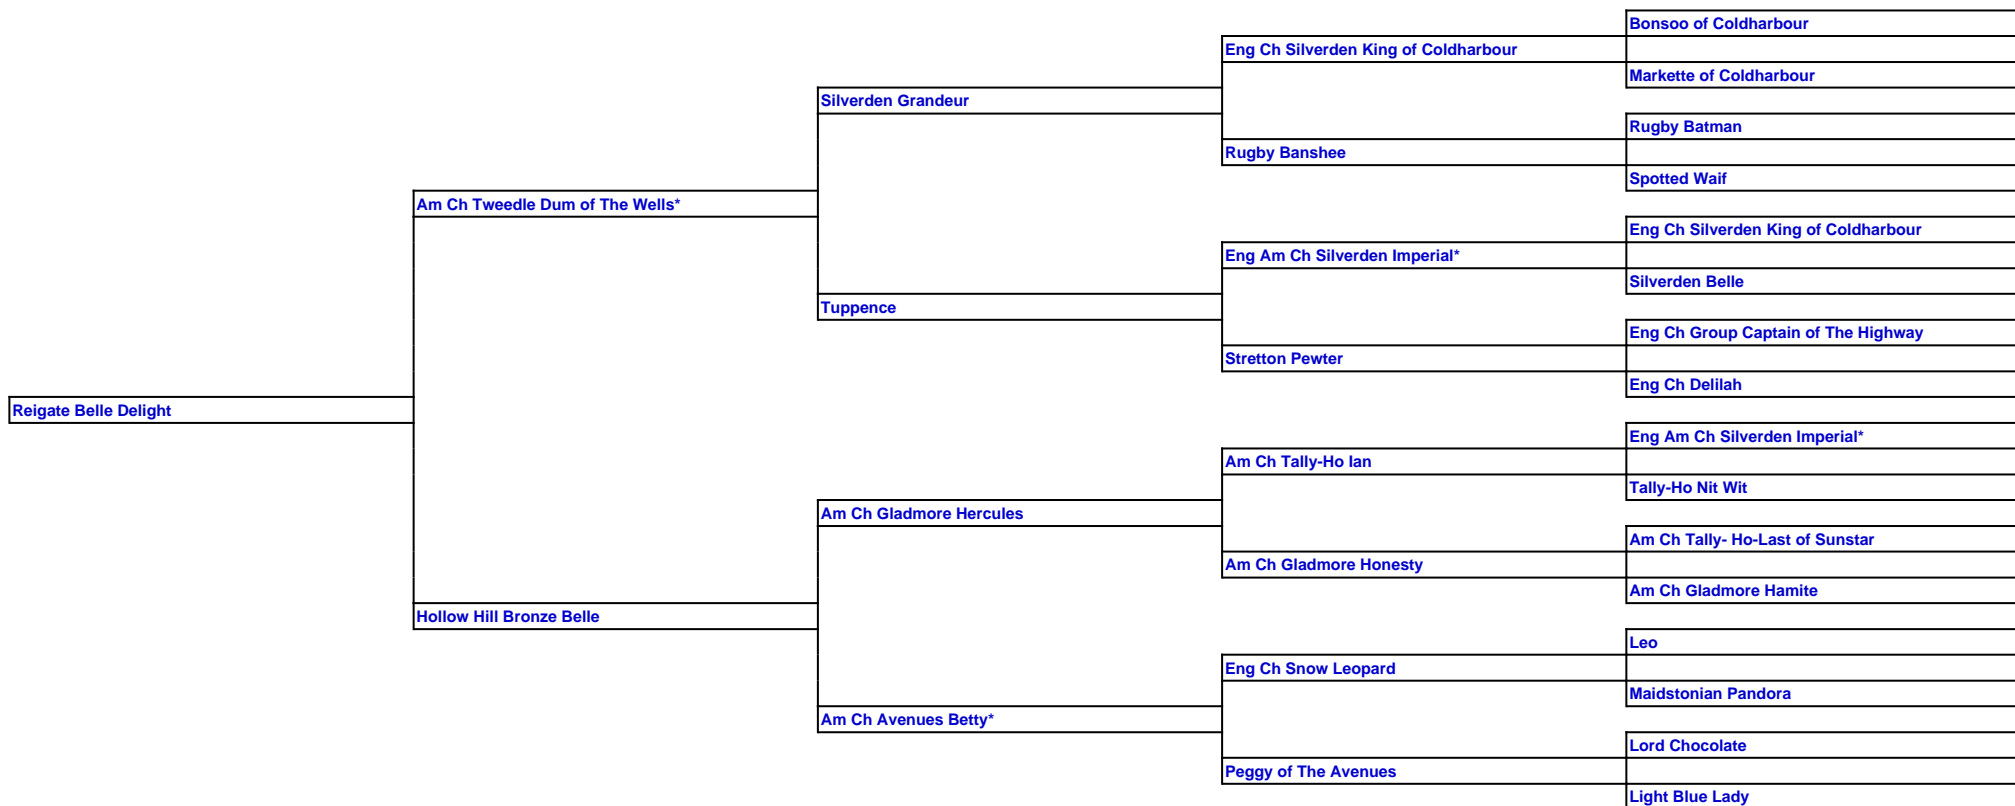 Bonsoo of Coldharbour
Eng Ch Silverden King of Coldharbour
Markette of Coldharbour
Silverden Grandeur
Rugby Batman
Rugby Banshee
Spotted Waif
Am Ch Tweedle Dum of The Wells*
Eng Ch Silverden King of Coldharbour
Eng Am Ch Silverden Imperial*
Silverden Belle
Tuppence
Eng Ch Group Captain of The Highway
Stretton Pewter
Eng Ch Delilah
Reigate Belle Delight
Eng Am Ch Silverden Imperial*
Am Ch Tally-Ho Ian
Tally-Ho Nit Wit
Am Ch Gladmore Hercules
Am Ch Tally- Ho-Last of Sunstar
Am Ch Gladmore Honesty
Am Ch Gladmore Hamite
Hollow Hill Bronze Belle
Leo
Eng Ch Snow Leopard
Maidstonian Pandora
Am Ch Avenues Betty*
Lord Chocolate
Peggy of The Avenues
Light Blue Lady